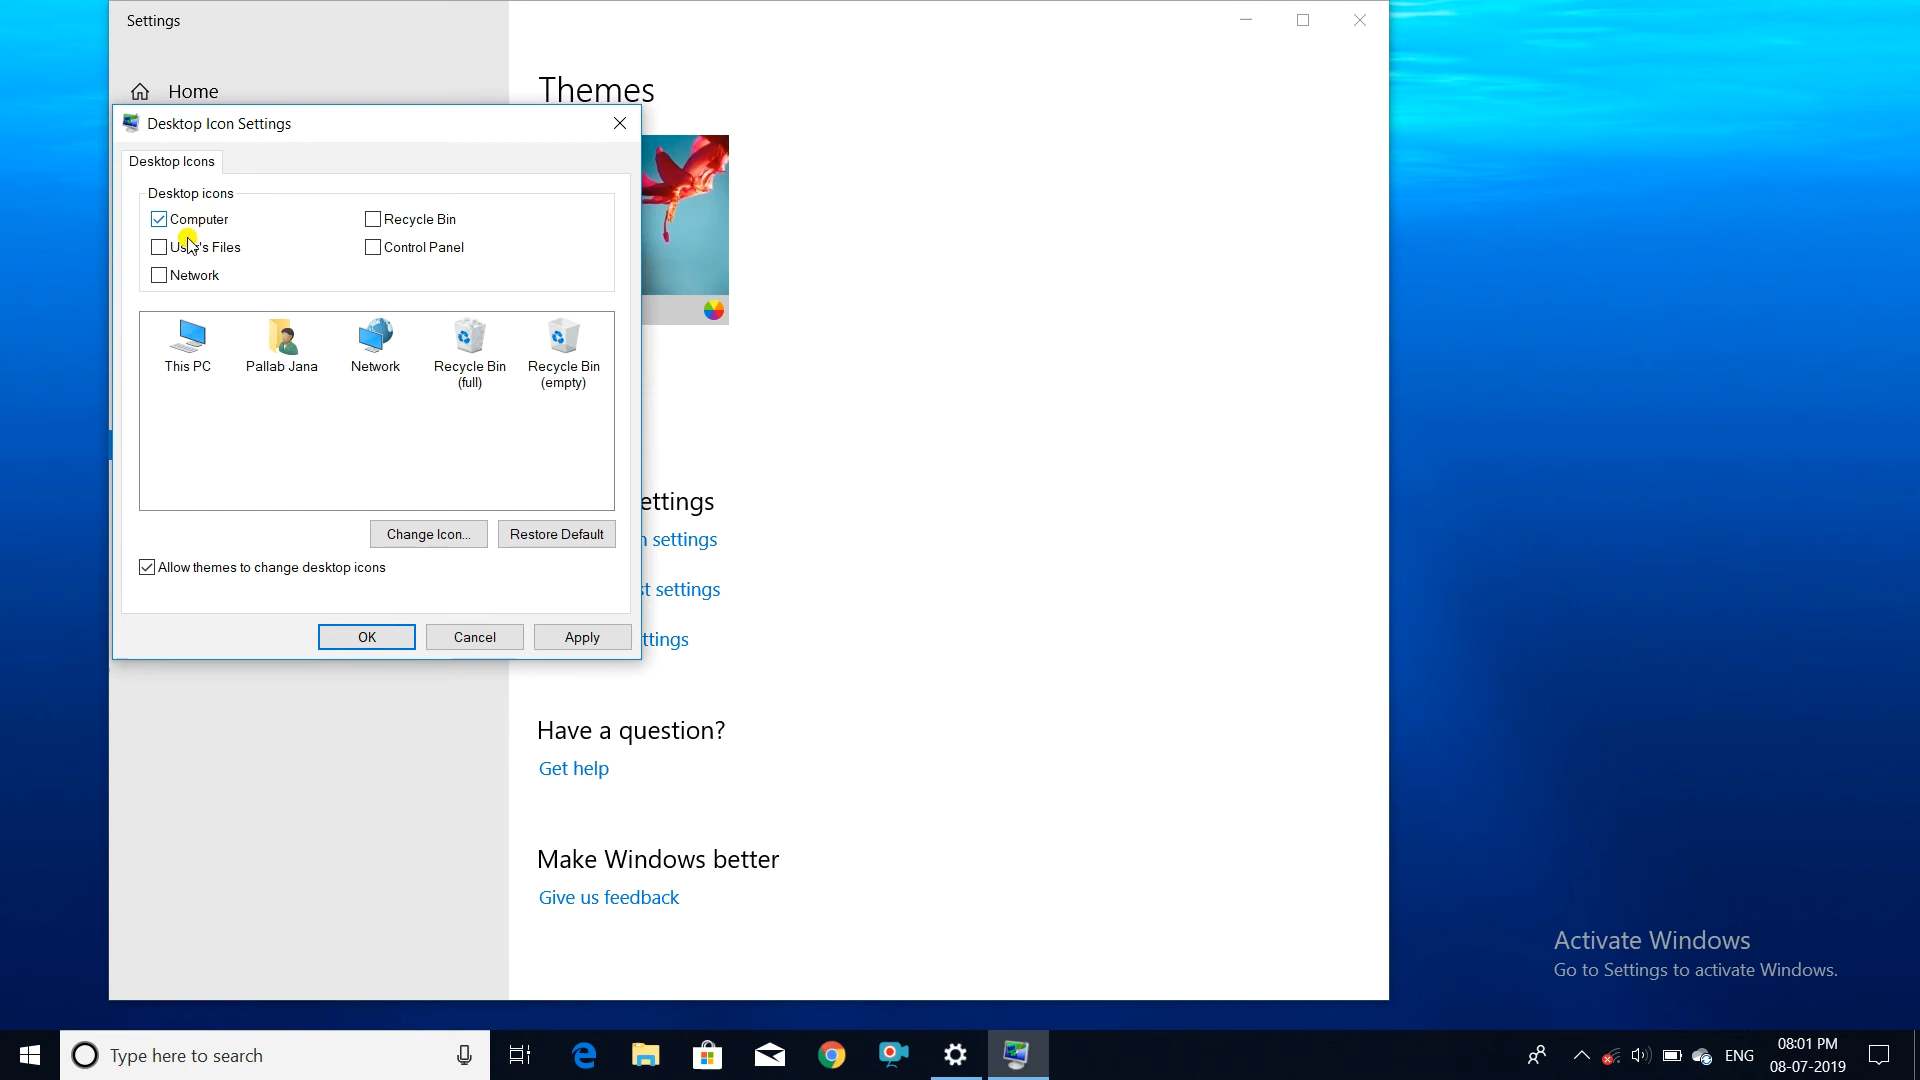 Settings
Home
Themes
Desktop Icon Settings
Desktop Icons
Desktop icons
Computer
Recycle Bin
Files
Control Panel
Network
This PC
Pallab Jana
Network
Recycle Bin
(full)
Recycle Bin
(empty)
Change Icon...
Restore Default
Allow themes to change desktop icons
OK
Cancel
Apply
ettings
settings
st settings
ttings
Have a question?
Get help
Make Windows better
Give us feedback
Activate Windows
Go to Settings to activate Windows.
Type here to search
ENG
08:01 PM
08-07-2019